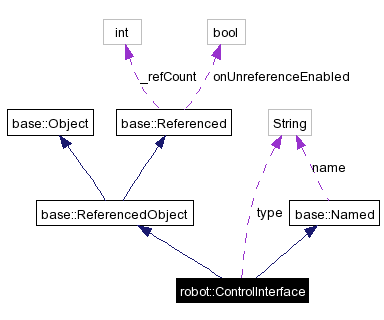 int
bool
_refCount
onUnreferenceEnabled
base::Object
base::Referenced
String
name
base::ReferencedObject
type
base::Named
robot::ControlInterface